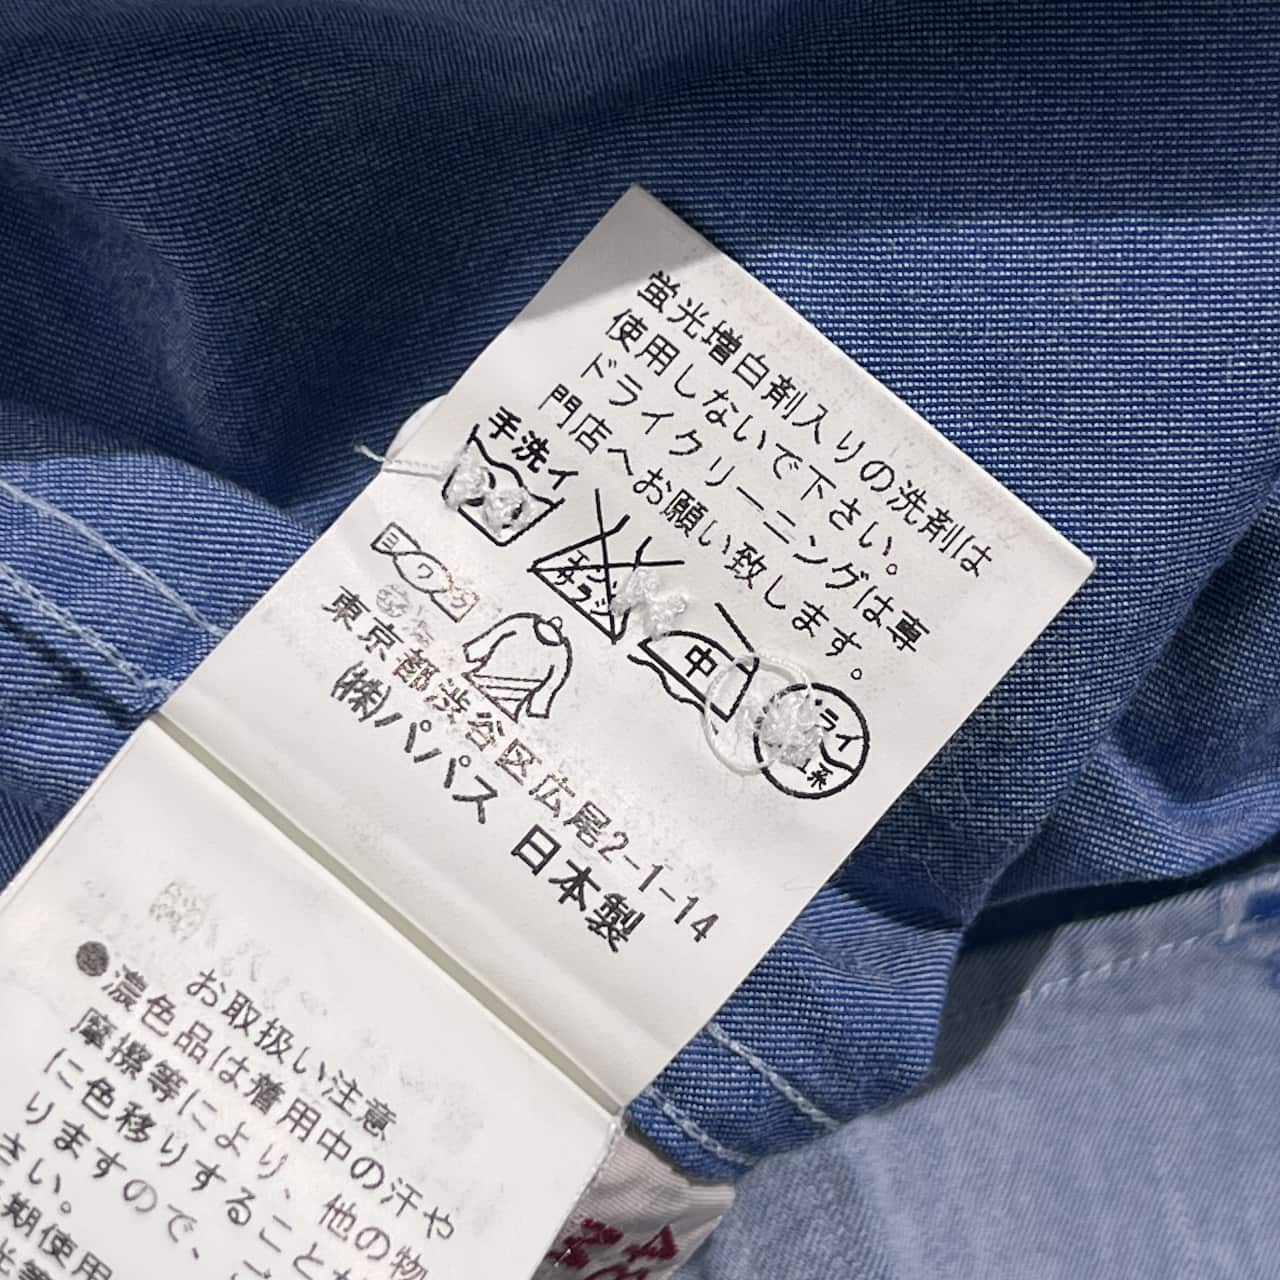 蛍光増白剤入りの洗剤は
使用しないで下さい。
ドライクリーニングは専
門店へお願い致します。
手洗イ
中
東京都渋谷区広尾2-1-14
(株)パパス 日本製
お取扱い注意
●濃色品は着用中の汗や
摩擦等により、他の物
に色移りすること
りますので、
さい。
期使用